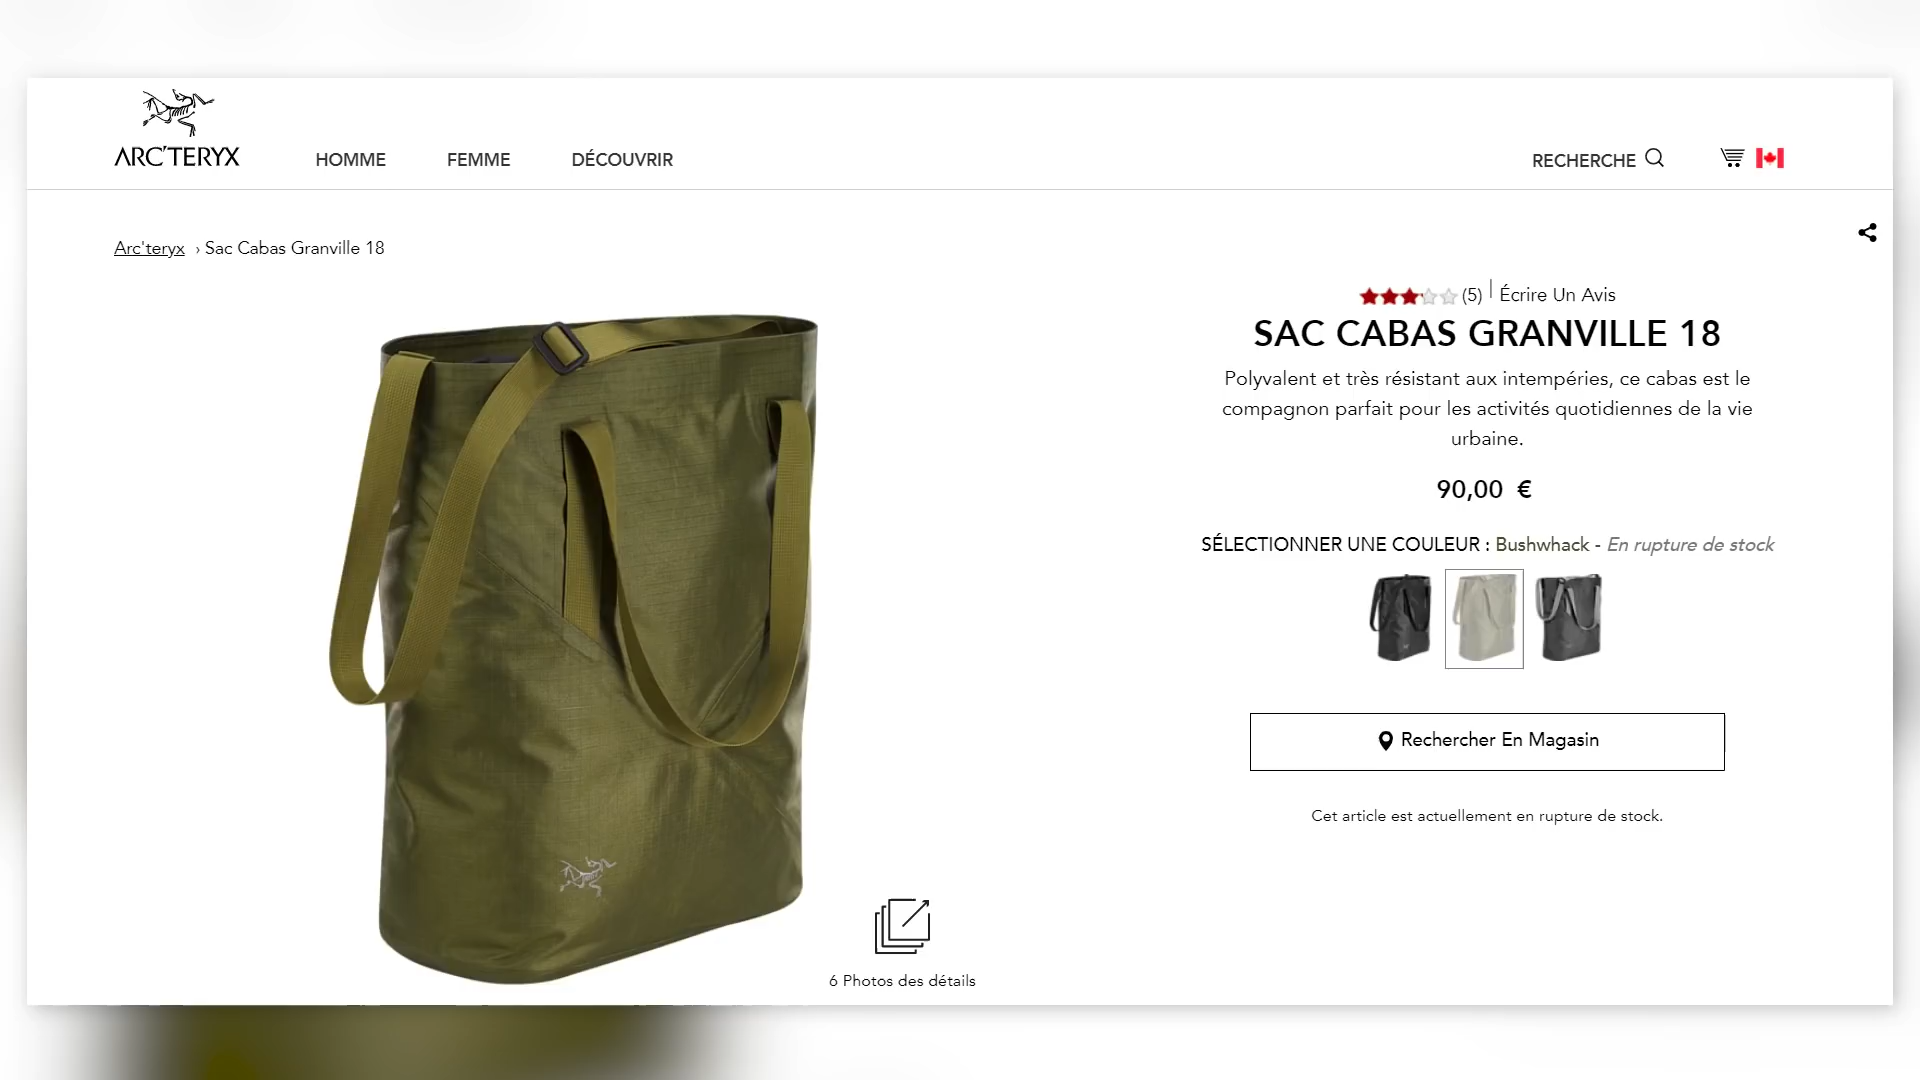 ARC'TERYX
HOMME
FEMME
DÉCOUVRIR
RECHERCHE
Arc'teryx › Sac Cabas Granville 18
(5) | Écrire Un Avis
SAC CABAS GRANVILLE 18
Polyvalent et très résistant aux intempéries, ce cabas est le
compagnon parfait pour les activités quotidiennes de la vie
urbaine.
90,00 €
SÉLECTIONNER UNE COULEUR : Bushwhack - En rupture de stock
Rechercher En Magasin
Cet article est actuellement en rupture de stock.
6 Photos des détails